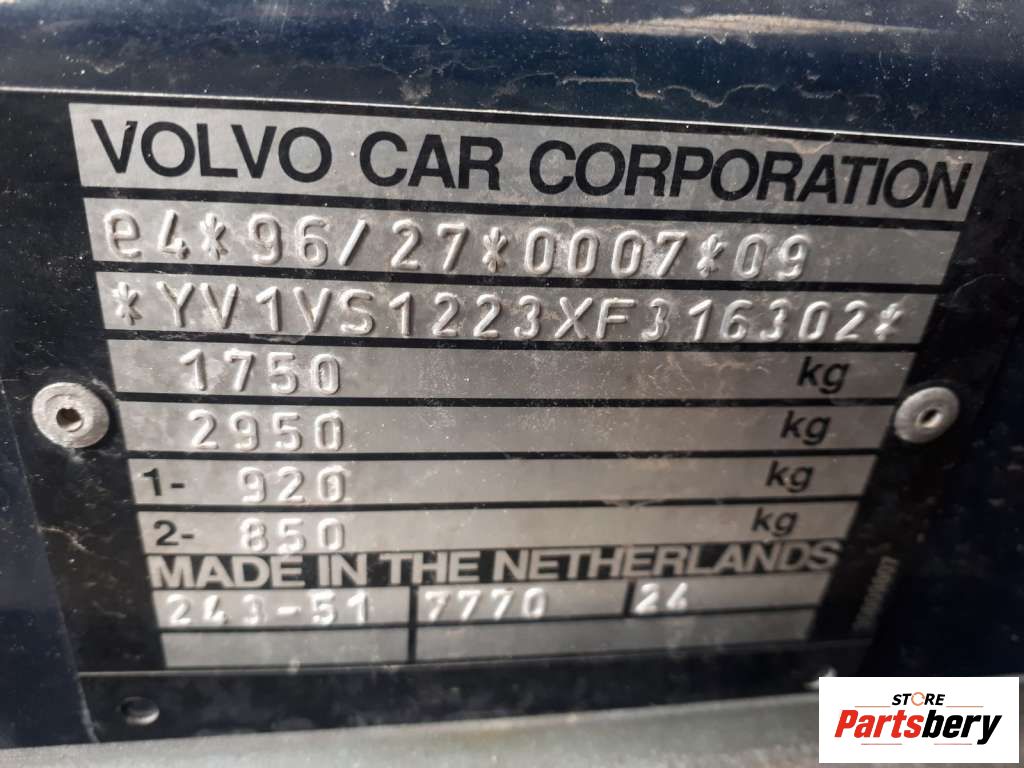 VOLVO CAR CORPORATION
e4*96/27*0007*09
*YV1VS1223XF316302*
1750 kg
2950 kg
1- 920 kg
2- 850 kg
MADE IN THE NETHERLANDS
243-51 7770 24
STORE
Partsbery